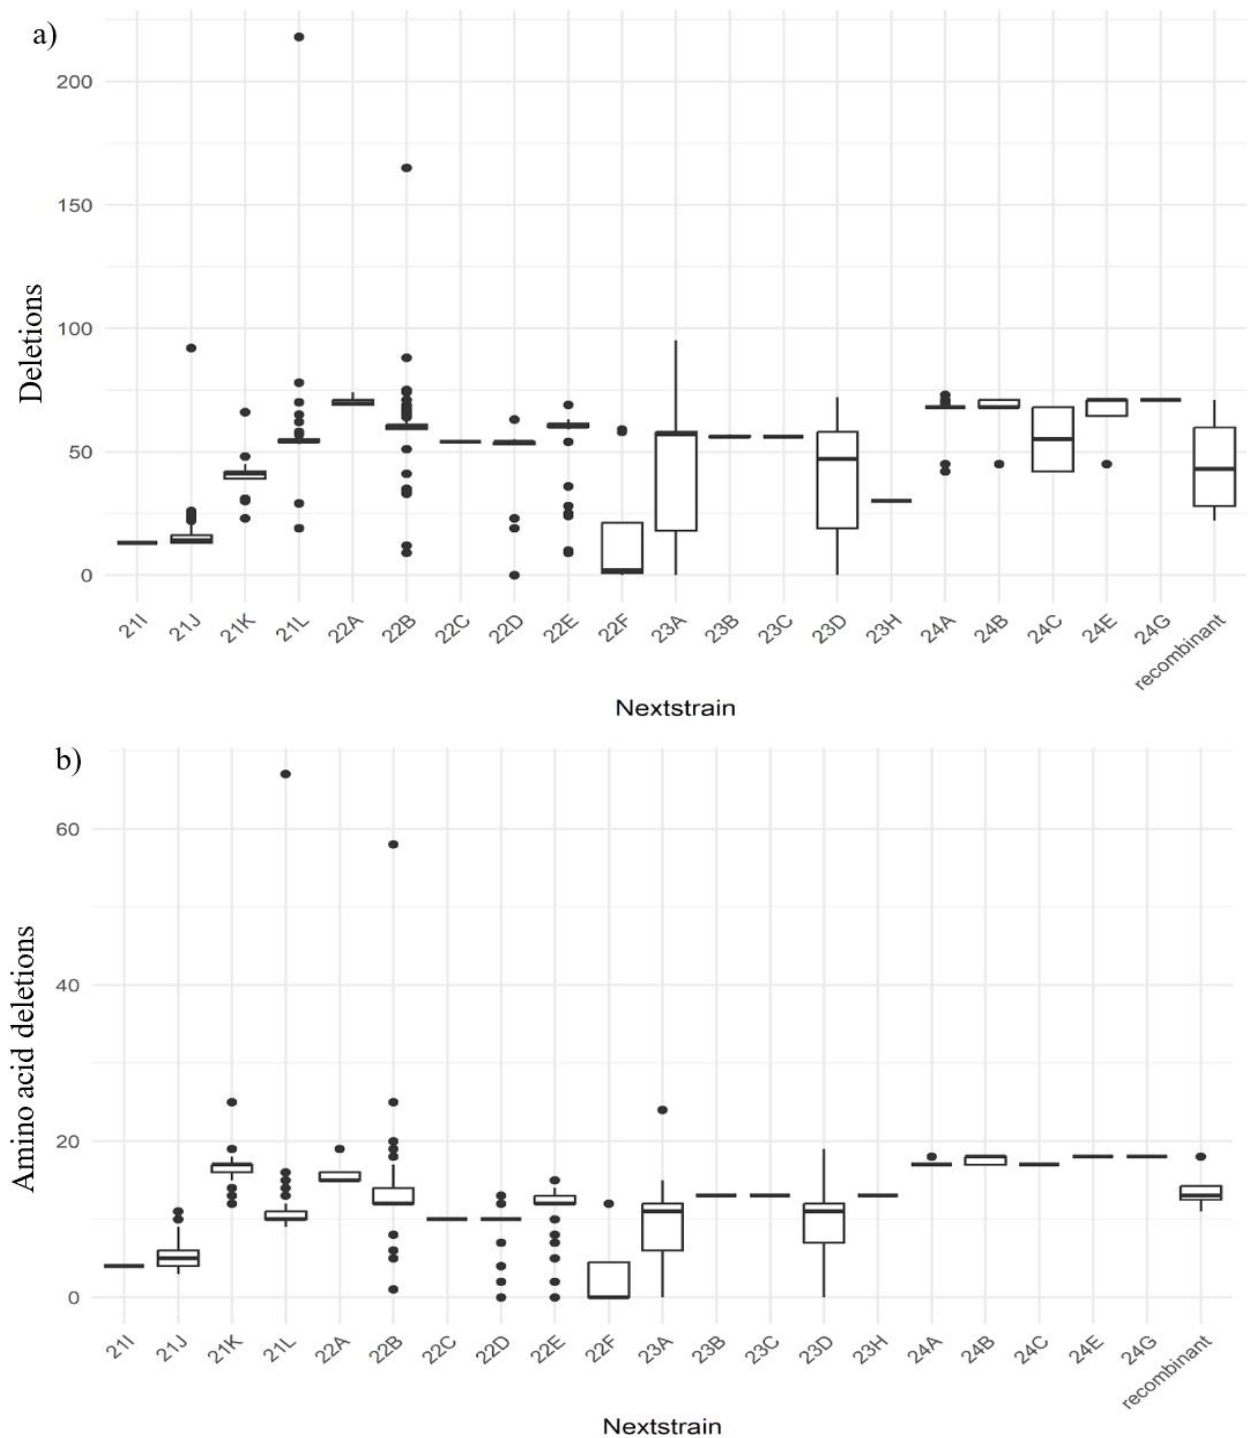 a)
Deletions
200
150
100
50
0
21I 21J 21K 21L 22A 22B 22C 22D 22E 22F 23A 23B 23C 23D 23H 24A 24B 24C 24E 24G recombinant
Nextstrain
b)
Amino acid deletions
60
40
20
0
21I 21J 21K 21L 22A 22B 22C 22D 22E 22F 23A 23B 23C 23D 23H 24A 24B 24C 24E 24G recombinant
Nextstrain